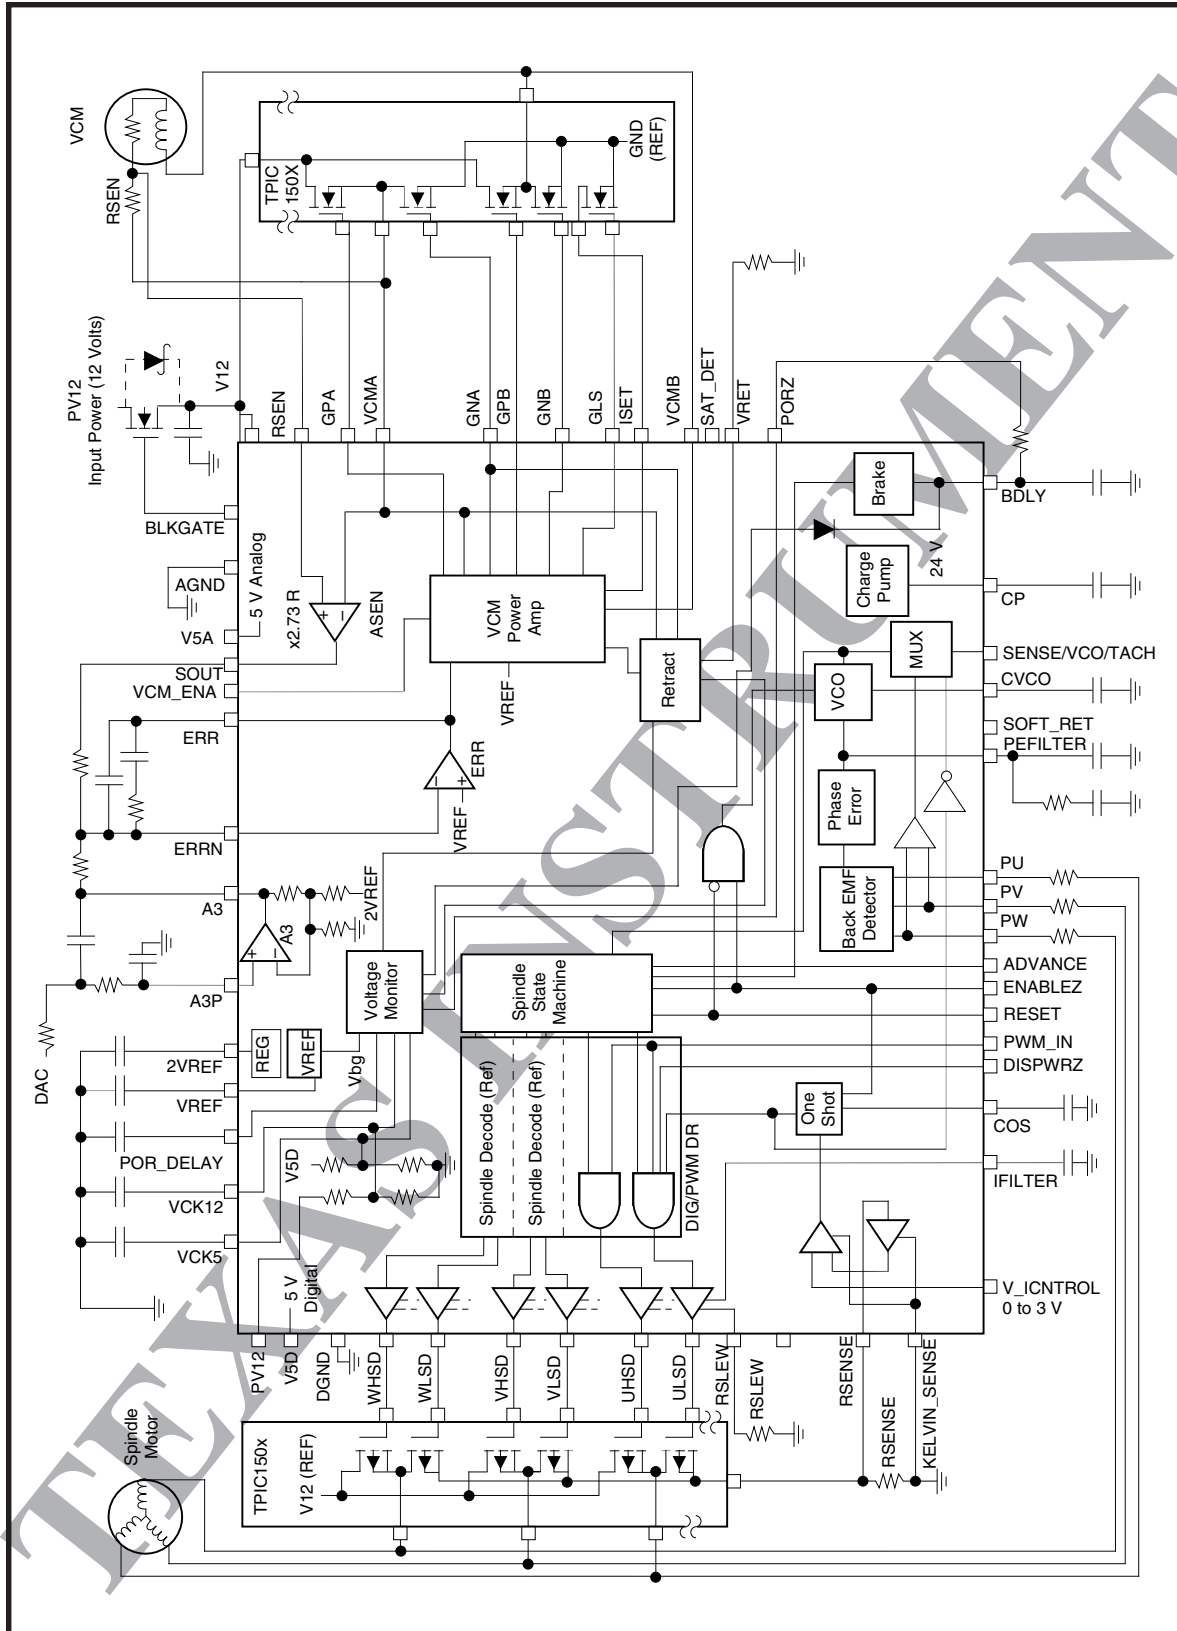 VCM
RSEN
TPIC
150X
GND
(REF)
PV12
Input Power (12 Volts)
V12
RSEN
GPA
VCMA
GNA
GPB
GNB
GLS
ISET
VCMB
SAT_DET
VRET
PORZ
BLKGATE
AGND
V5A
SOUT
VCM_ENA
ERR
ERRN
A3
A3P
DAC
2VREF
VREF
POR_DELAY
VCK12
VCK5
5 V Analog
x2.73 R
+
–
ASEN
VCM
Power
Amp
VREF
Retract
ERR
–
+
VREF
Brake
24 V
Charge
Pump
MUX
VCO
Phase
Error
Back EMF
Detector
BDLY
CP
SENSE/VCO/TACH
CVCO
SOFT_RET
PEFILTER
PU
PV
PW
ADVANCE
ENABLEZ
RESET
PWM_IN
DISPWRZ
COS
IFILTER
V_ICNTROL
0 to 3 V
2VREF
A3
+
–
Voltage
Monitor
REG
VREF
Vbg
V5D
Spindle
State
Machine
Spindle Decode (Ref)
Spindle Decode (Ref)
DIG/PWM DR
One
Shot
5 V
Digital
PV12
V5D
DGND
WHSD
WLSD
VHSD
VLSD
UHSD
ULSD
RSLEW
RSLEW
RSENSE
RSENSE
KELVIN_SENSE
Spindle
Motor
TPIC150x
V12 (REF)
TEXAS INSTRUMENT